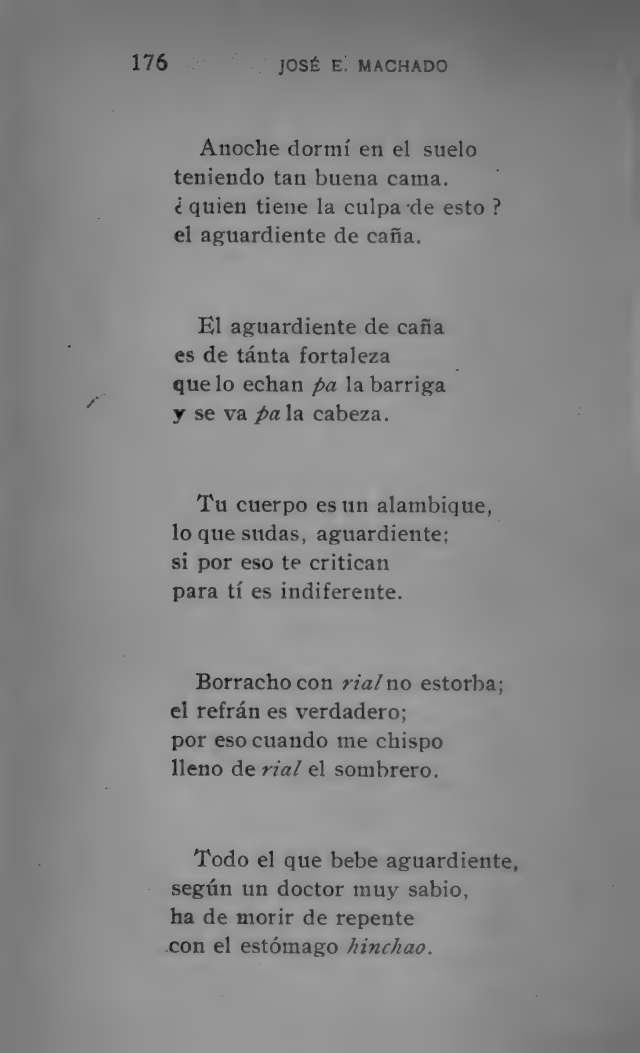 176 JOSÉ E. MACHADO
Anoche dormí en el suelo
teniendo tan buena cama.
¿ quien tiene la culpa de esto ?
el aguardiente de caña.
El aguardiente de caña
es de tánta fortaleza
que lo echan pa la barriga
y se va pa la cabeza.
Tu cuerpo es un alambique,
lo que sudas, aguardiente;
si por eso te critican
para tí es indiferente.
Borracho con rial no estorba;
el refrán es verdadero;
por eso cuando me chispo
lleno de rial el sombrero.
Todo el que bebe aguardiente,
según un doctor muy sabio,
ha de morir de repente
con el estómago hinchao.